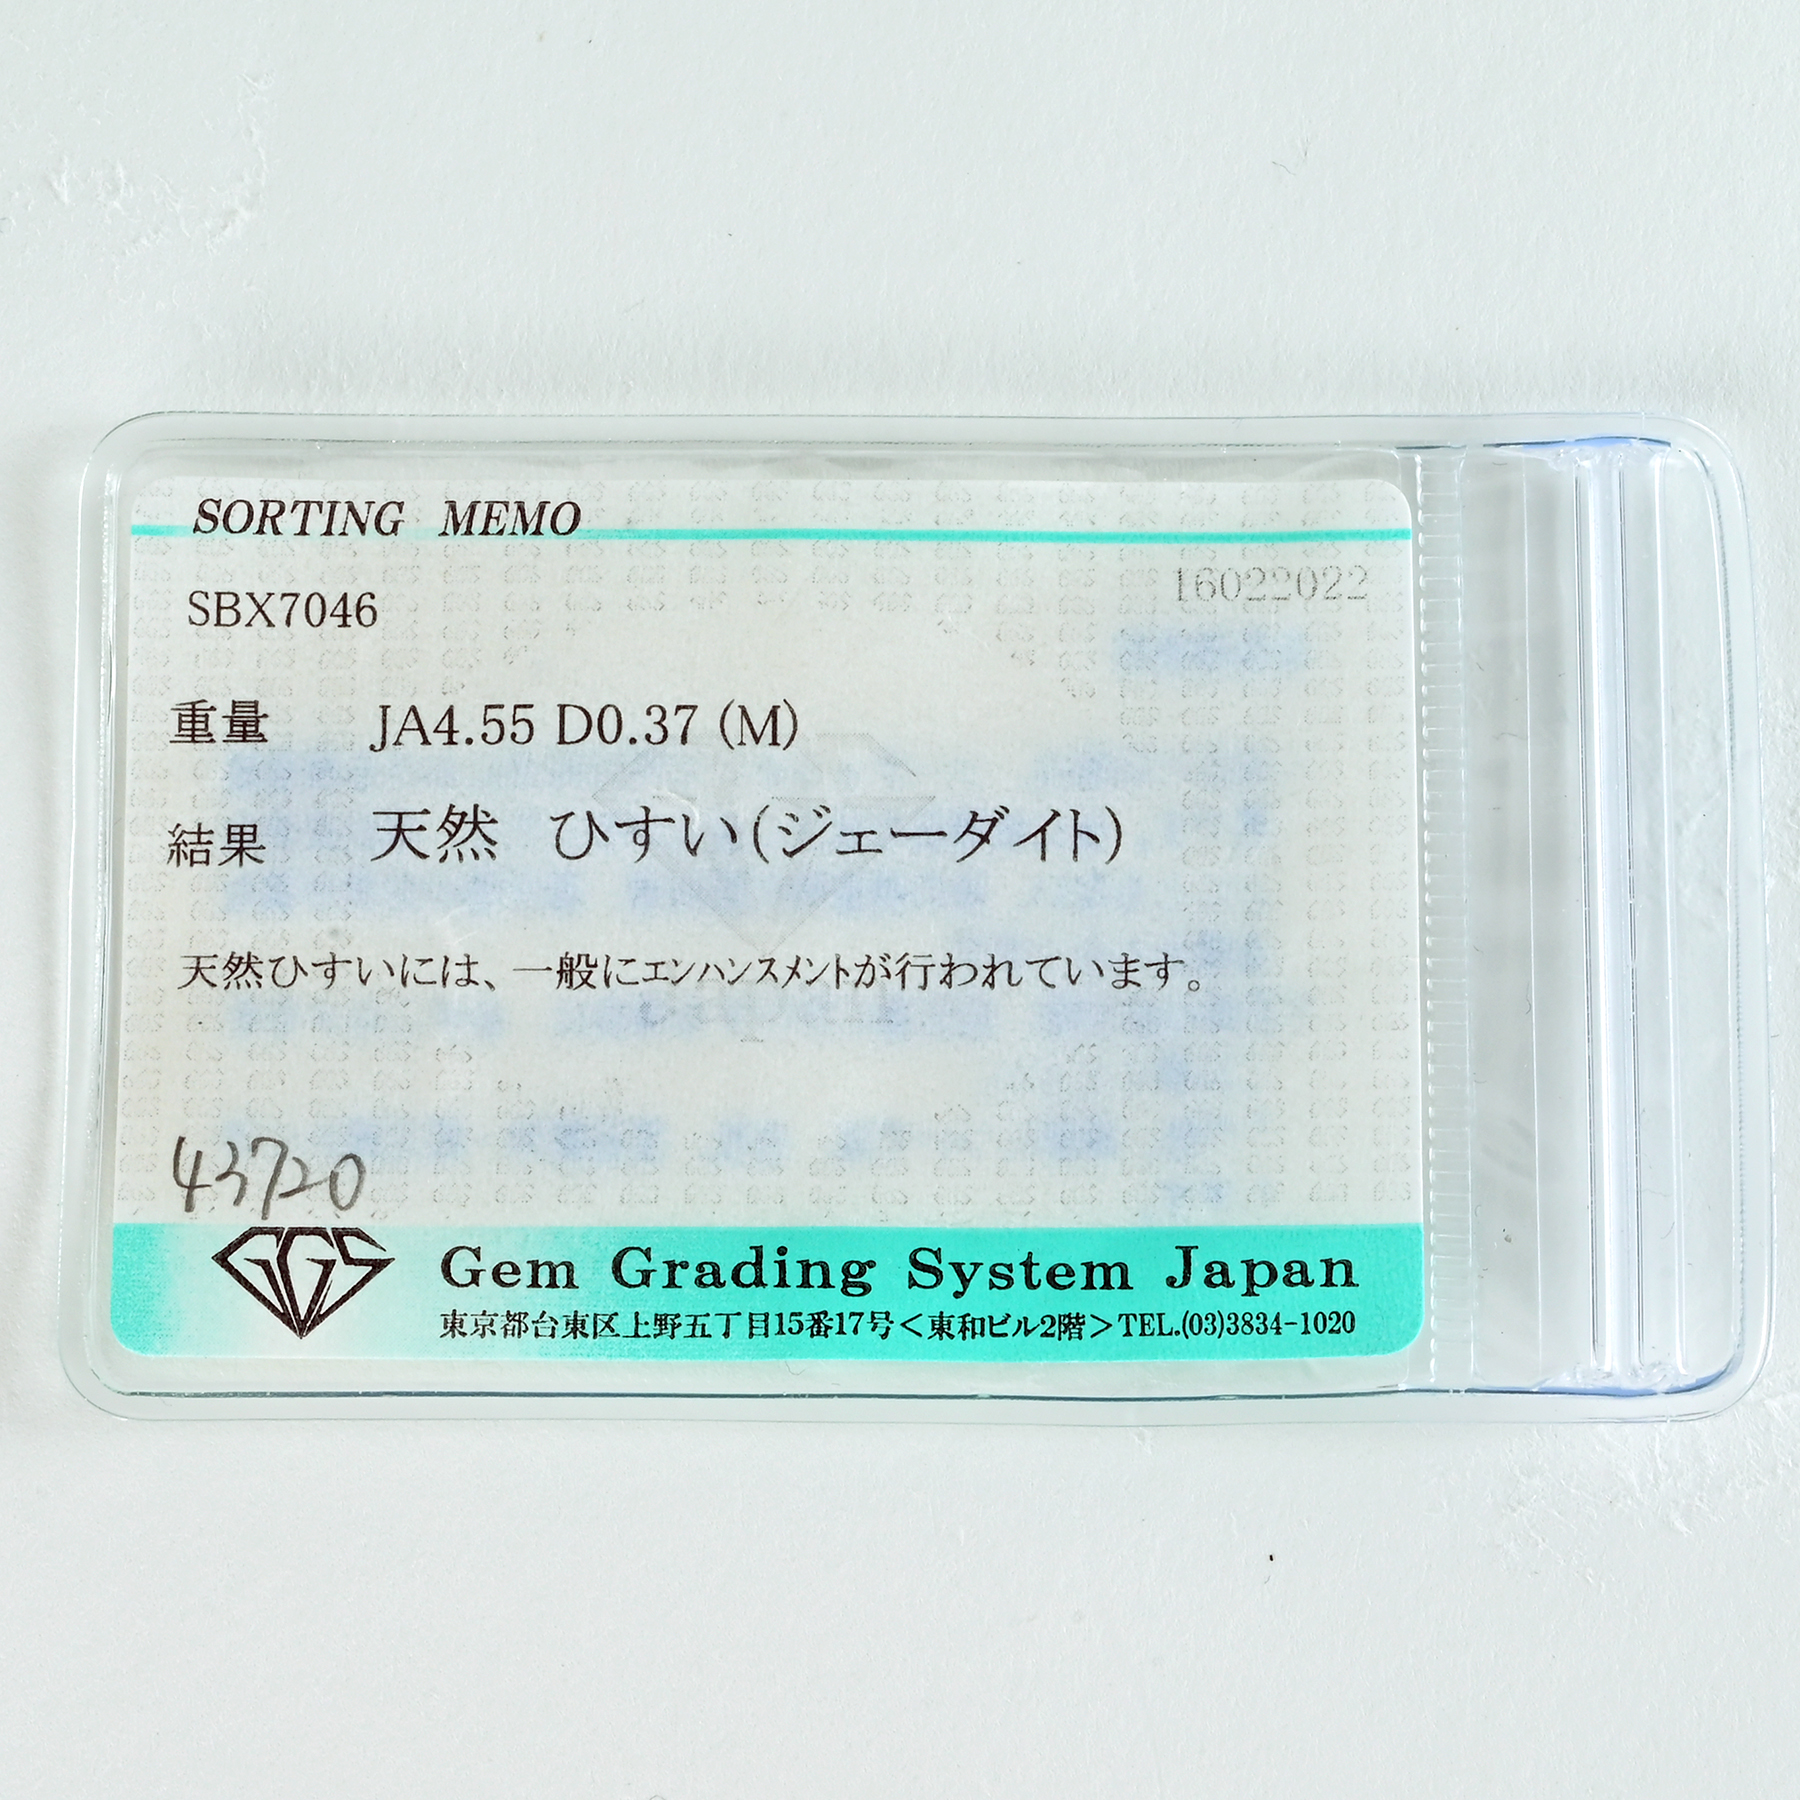 SORTING MEMO
16022022
SBX7046
重量 JA4.55 D0.37 (M)
結果 天然 ひすい(ジェーダイト)
天然ひすいには、一般にエンハンスメントが行われています。
43720
GGS Gem Grading System Japan
東京都台東区上野五丁目15番17号<東和ビル2階>TEL.(03)3834-1020